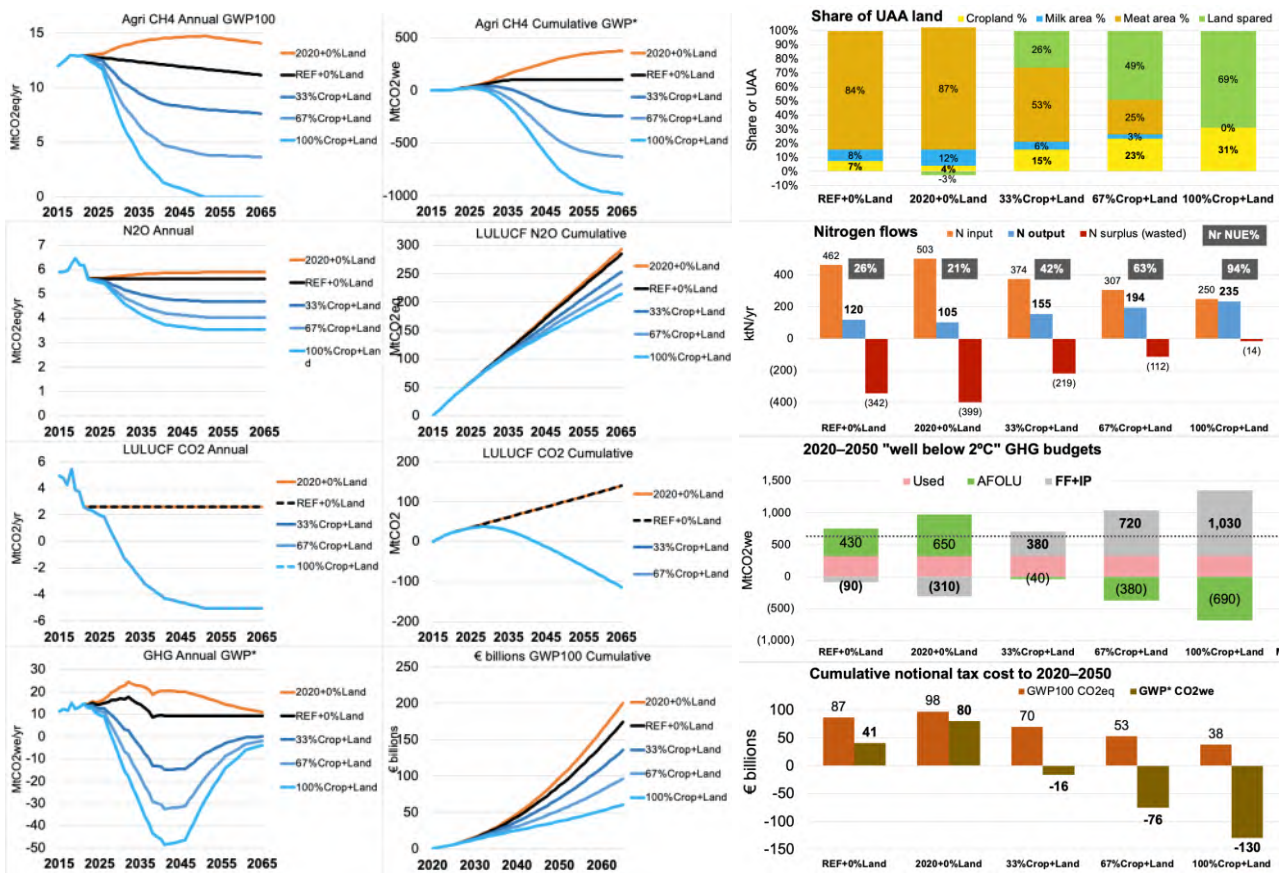 Agri CH4 Annual GWP100
MtCO2eq/yr
15
10
5
0
2015 2025 2035 2045 2055 2065
2020+0%Land
REF+0%Land
33%Crop+Land
67%Crop+Land
100%Crop+Land
Agri CH4 Cumulative GWP*
MtCO2we
500
0
-500
-1000
2015 2025 2035 2045 2055 2065
2020+0%Land
REF+0%Land
33%Crop+Land
67%Crop+Land
100%Crop+Land
Share of UAA land
Cropland % Milk area % Meat area % Land spared
Share or UAA
100%
90%
80%
70%
60%
50%
40%
30%
20%
10%
0%
-10%
84%
8%
7%
87%
12%
4%
-3%
26%
53%
6%
15%
49%
25%
3%
23%
69%
0%
31%
REF+0%Land 2020+0%Land 33%Crop+Land 67%Crop+Land 100%Crop+Land
N2O Annual
MtCO2eq/yr
7
6
5
4
3
2
1
0
2015 2025 2035 2045 2055 2065
2020+0%Land
REF+0%Land
33%Crop+Land
67%Crop+Land
100%Crop+Lan
d
LULUCF N2O Cumulative
MtCO2eq
300
250
200
150
100
50
0
2015 2025 2035 2045 2055 2065
2020+0%Land
REF+0%Land
33%Crop+Land
67%Crop+Land
100%Crop+Land
Nitrogen flows
N input N output N surplus (wasted)
Nr NUE%
ktN/yr
400
200
0
(200)
(400)
462
26%
120
(342)
503
21%
105
(399)
374
42%
155
(219)
307
63%
194
(112)
94%
250
235
(14)
REF+0%Land 2020+0%Land 33%Crop+Land 67%Crop+Land 100%Crop+Land
LULUCF CO2 Annual
MtCO2/yr
6
4
2
0
-1
-2
-4
-5
-6
2015 2025 2035 2045 2055 2065
2020+0%Land
REF+0%Land
33%Crop+Land
67%Crop+Land
100%Crop+Land
LULUCF CO2 Cumulative
MtCO2
200
100
0
-100
-200
2015 2025 2035 2045 2055 2065
2020+0%Land
REF+0%Land
33%Crop+Land
67%Crop+Land
2020–2050 "well below 2ºC" GHG budgets
Used AFOLU FF+IP
MtCO2we
1,500
1,000
500
0
(500)
(1,000)
430
(90)
650
(310)
380
(40)
720
(380)
1,030
(690)
REF+0%Land 2020+0%Land 33%Crop+Land 67%Crop+Land 100%Crop+Land
GHG Annual GWP*
MtCO2we/yr
30
20
10
0
-10
-20
-30
-40
-50
2015 2025 2035 2045 2055 2065
2020+0%Land
REF+0%Land
33%Crop+Land
67%Crop+Land
100%Crop+Land
€ billions GWP100 Cumulative
€ billions
250
200
150
100
50
0
2020 2030 2040 2050 2060
2020+0%Land
REF+0%Land
33%Crop+Land
67%Crop+Land
100%Crop+Land
Cumulative notional tax cost to 2020–2050
GWP100 CO2eq GWP* CO2we
€ billions
100
50
0
-50
-100
-150
87
41
98
80
70
-16
53
-76
38
-130
REF+0%Land 2020+0%Land 33%Crop+Land 67%Crop+Land 100%Crop+Land